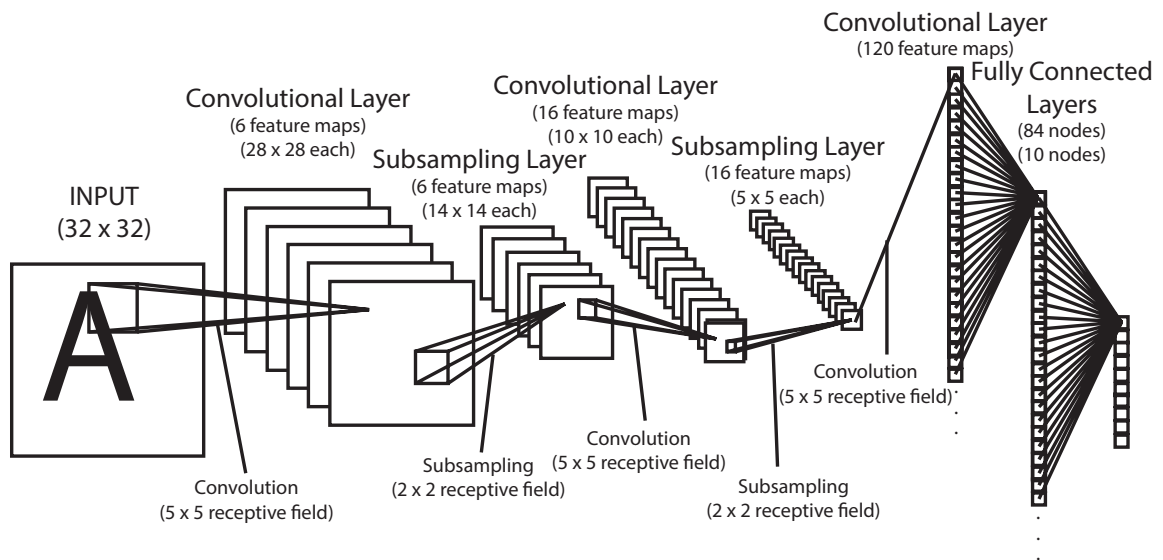 INPUT
(32 x 32)
A
Convolutional Layer
(6 feature maps)
(28 x 28 each)
Subsampling Layer
(6 feature maps)
(14 x 14 each)
Convolutional Layer
(16 feature maps)
(10 x 10 each)
Subsampling Layer
(16 feature maps)
(5 x 5 each)
Convolutional Layer
(120 feature maps)
Fully Connected
Layers
(84 nodes)
(10 nodes)
Convolution
(5 x 5 receptive field)
Subsampling
(2 x 2 receptive field)
Convolution
(5 x 5 receptive field)
Subsampling
(2 x 2 receptive field)
Convolution
(5 x 5 receptive field)